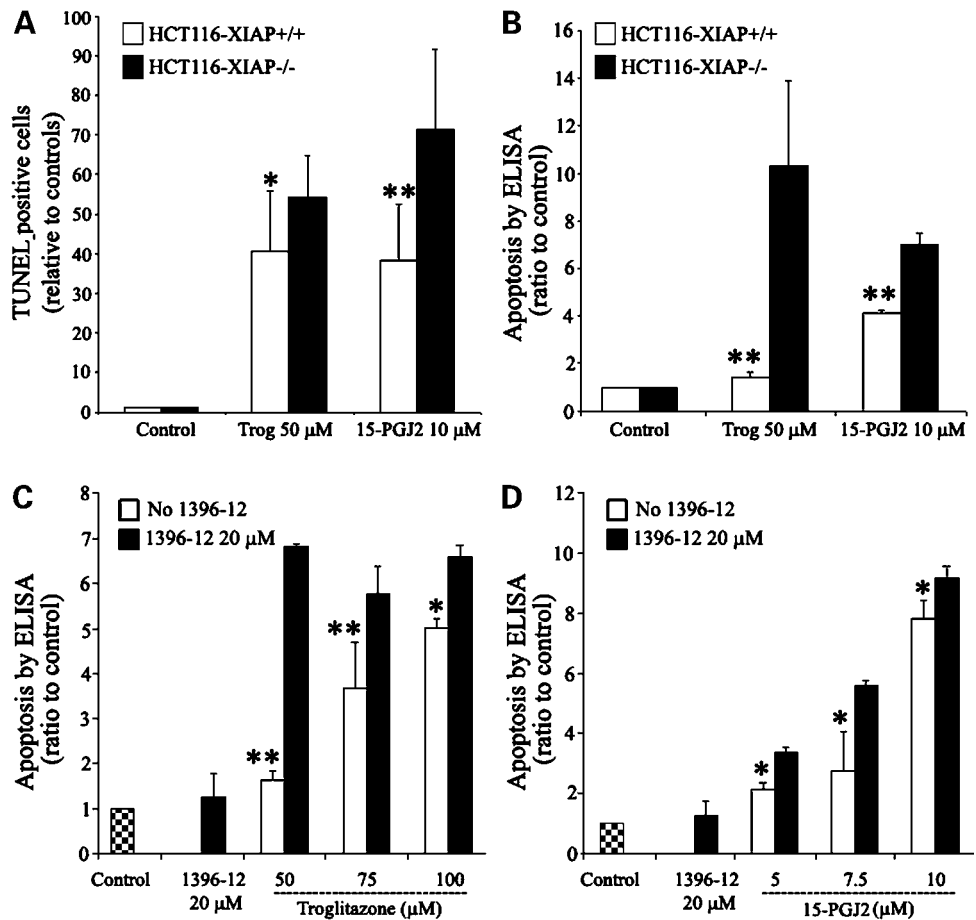 A
HCT116-XIAP+/+
HCT116-XIAP-/-
TUNEL positive cells
(relative to controls)
100
90
80
70
60
50
40
30
20
10
0
*
**
Control
Trog 50 μM
15-PGJ2 10 μM
B
HCT116-XIAP+/+
HCT116-XIAP-/-
Apoptosis by ELISA
(ratio to control)
16
14
12
10
8
6
4
2
0
**
**
Control
Trog 50 μM
15-PGJ2 10 μM
C
No 1396-12
1396-12 20 μM
Apoptosis by ELISA
(ratio to control)
8
7
6
5
4
3
2
1
0
**
**
*
Control
1396-12
20 μM
50
75
100
Troglitazone (μM)
D
No 1396-12
1396-12 20 μM
Apoptosis by ELISA
(ratio to control)
12
10
8
6
4
2
0
*
*
*
Control
1396-12
20 μM
5
7.5
10
15-PGJ2 (μM)